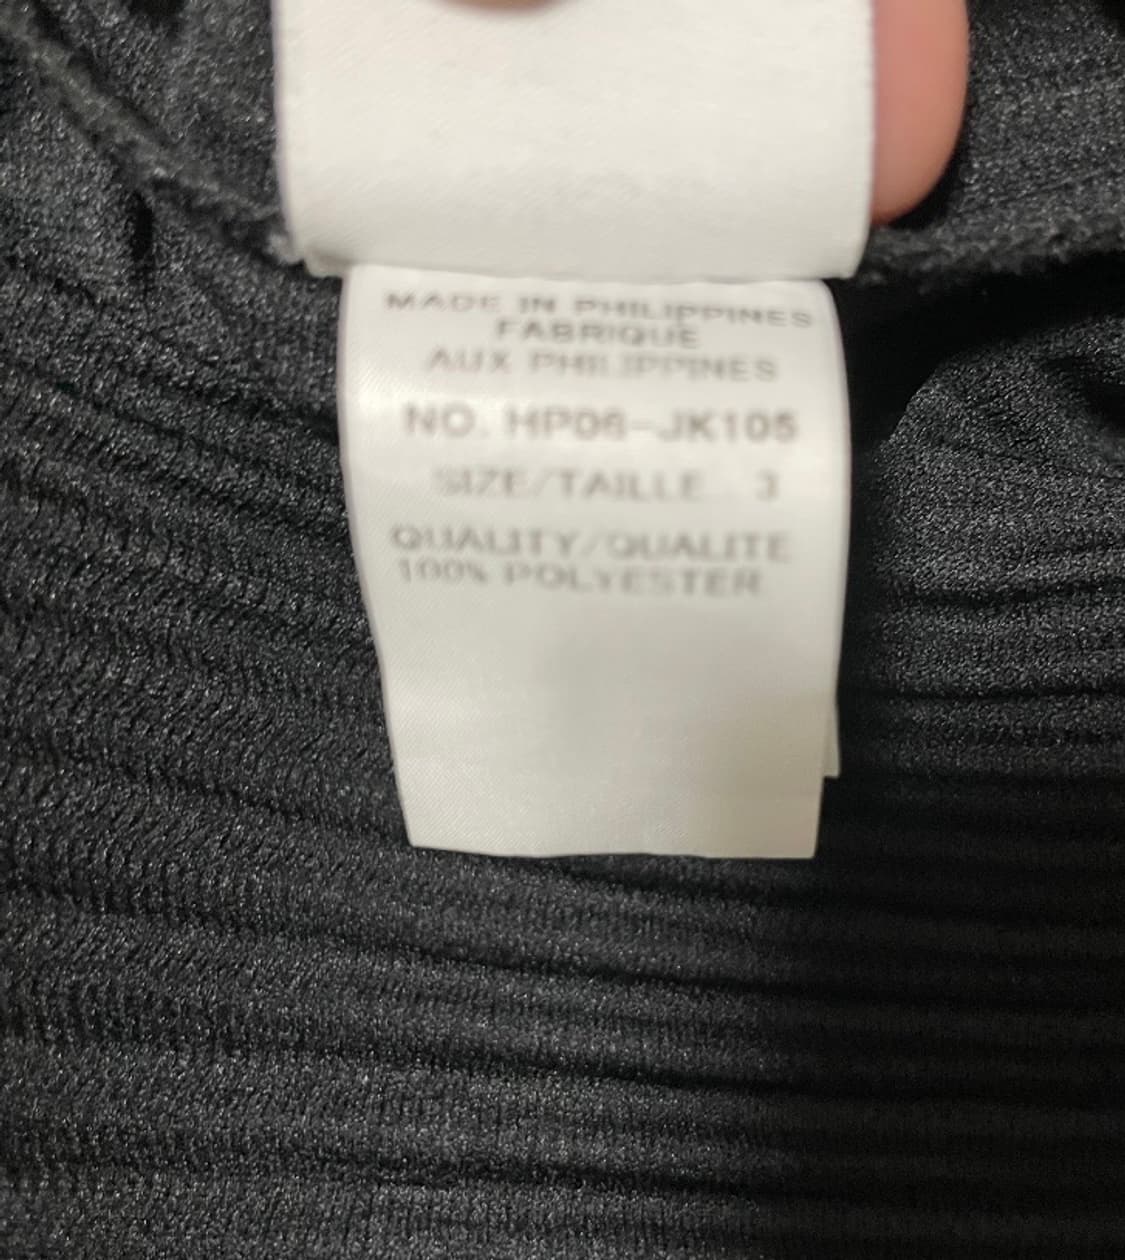 MADE IN PHILIPPINES
FABRIQUE
AUX PHILIPPINES
NO. HP06-JK105
SIZE/TAILLE 3
QUALITY/QUALITE
100% POLYESTER